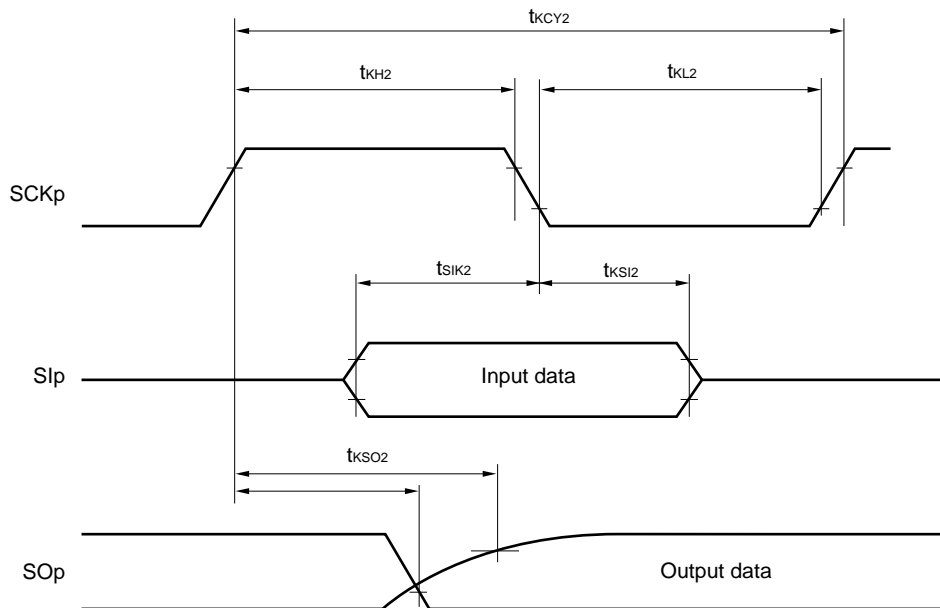 tKCY2
tKH2
tKL2
SCKp
tSIK2
tKSI2
SIp
Input data
tKSO2
SOp
Output data